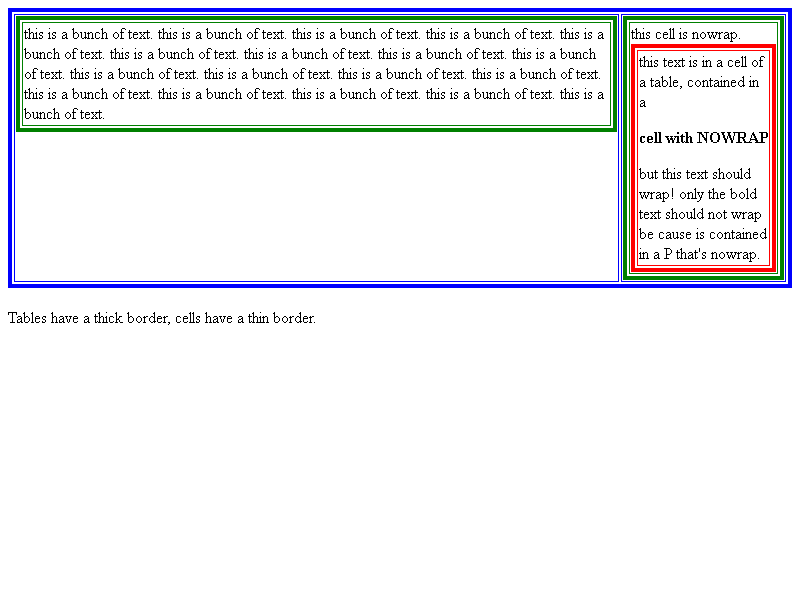 this is a bunch of text. this is a bunch of text. this is a bunch of text. this is a bunch of text. this is a
bunch of text. this is a bunch of text. this is a bunch of text. this is a bunch of text. this is a bunch
of text. this is a bunch of text. this is a bunch of text. this is a bunch of text. this is a bunch of text.
this is a bunch of text. this is a bunch of text. this is a bunch of text. this is a bunch of text. this is a
bunch of text.
this cell is nowrap.
this text is in a cell of
a table, contained in
a
cell with NOWRAP
but this text should
wrap! only the bold
text should not wrap
be cause is contained
in a P that's nowrap.
Tables have a thick border, cells have a thin border.